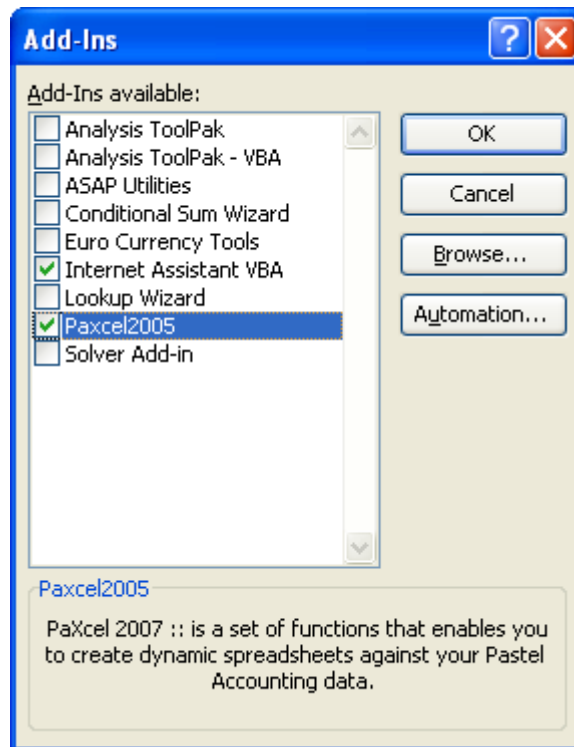 Add-Ins
Add-Ins available:
Analysis ToolPak
Analysis ToolPak - VBA
ASAP Utilities
Conditional Sum Wizard
Euro Currency Tools
Internet Assistant VBA
Lookup Wizard
Paxcel2005
Solver Add-in
OK
Cancel
Browse...
Automation...
Paxcel2005
PaXcel 2007 :: is a set of functions that enables you
to create dynamic spreadsheets against your Pastel
Accounting data.